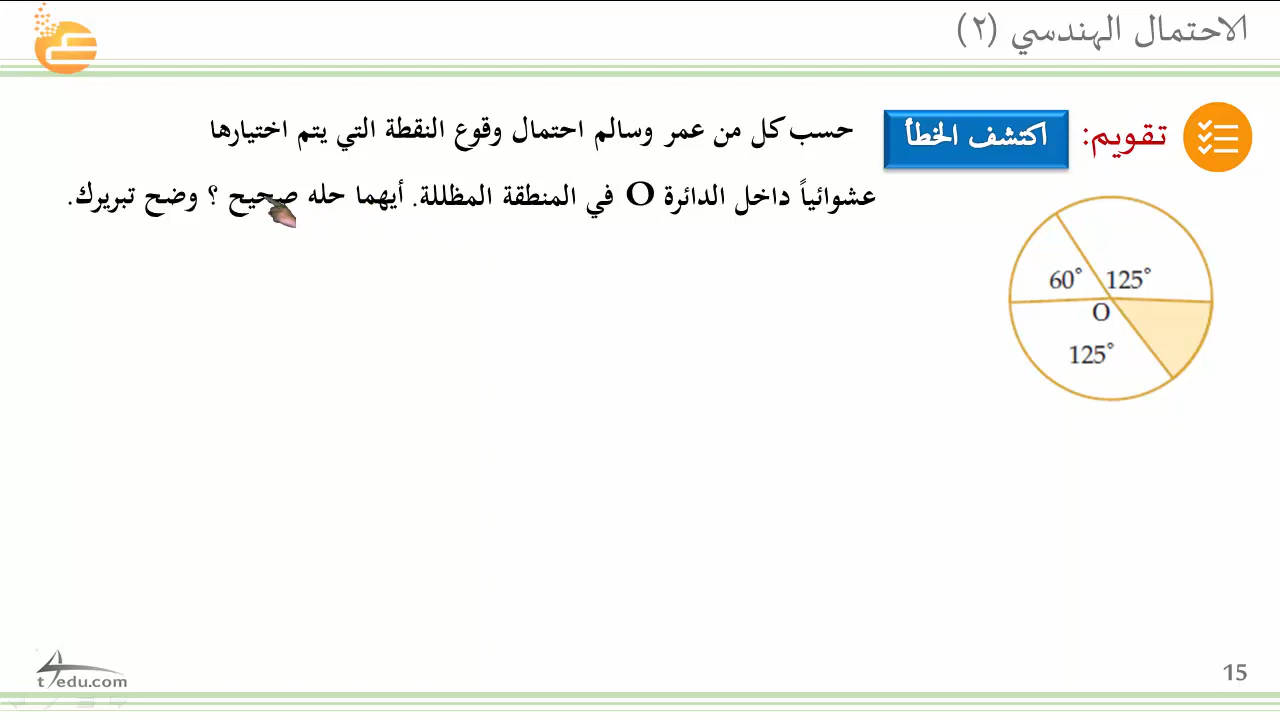 الاحتمال الهندسي (٢)
تقويم: اكتشف الخطأ حسب كل من عمر وسالم احتمال وقوع النقطة التي يتم اختيارها
عشوائياً داخل الدائرة O في المنطقة المظللة. أيهما حله صحيح ؟ وضح تبريرك.
60° 125°
O
125°
t4edu.com
15